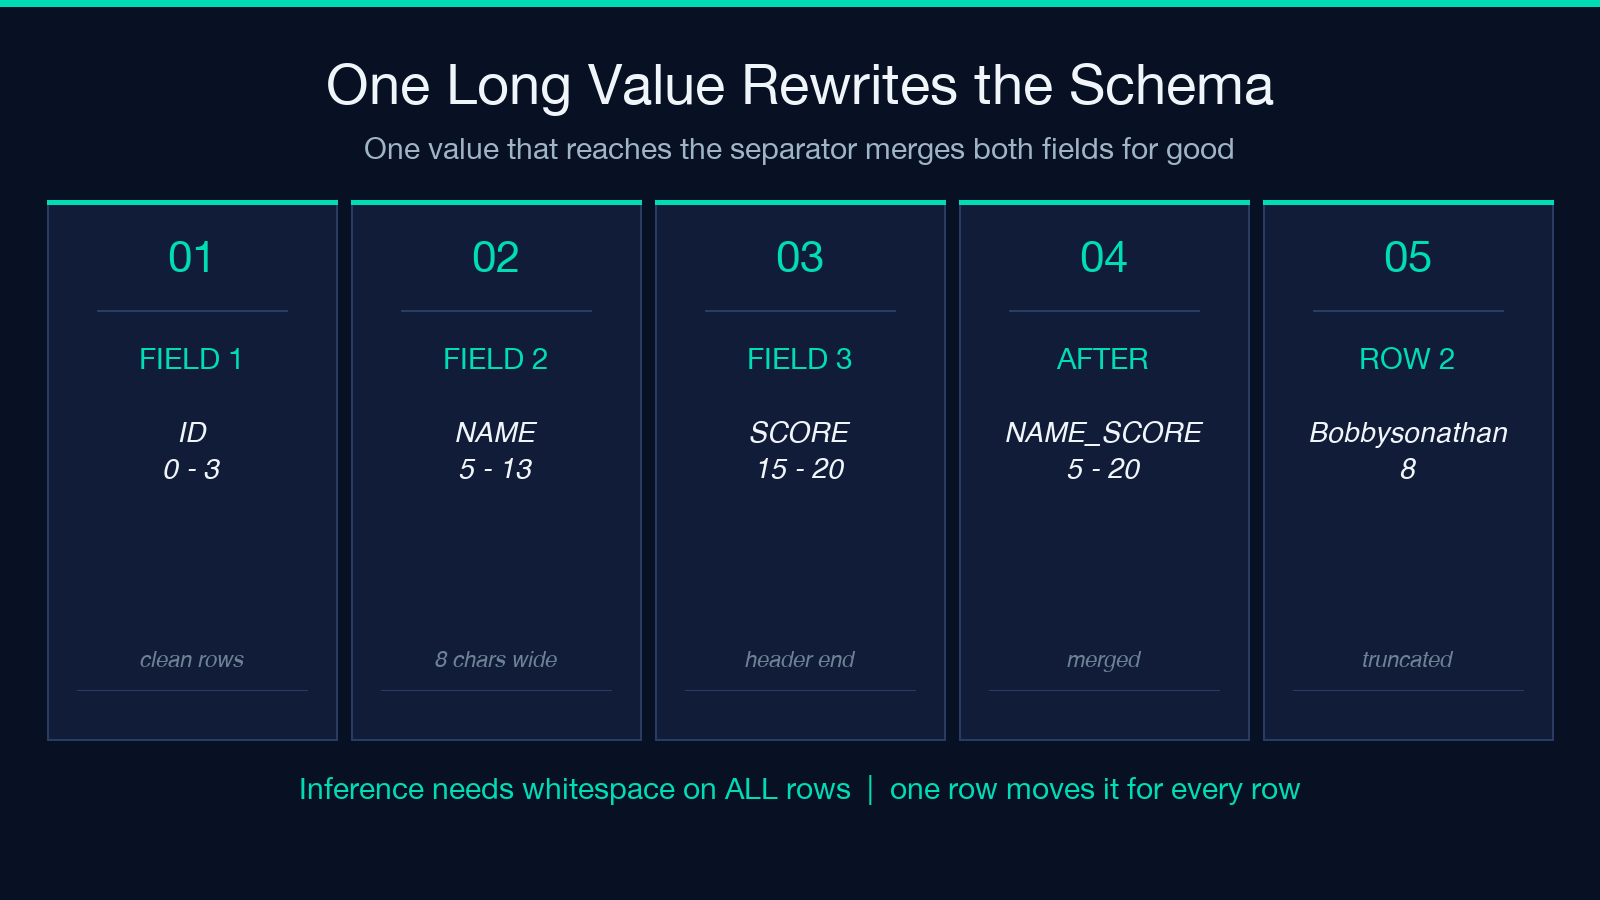 One Long Value Rewrites the Schema
One value that reaches the separator merges both fields for good
01
FIELD 1
ID
0 - 3
clean rows
02
FIELD 2
NAME
5 - 13
8 chars wide
03
FIELD 3
SCORE
15 - 20
header end
04
AFTER
NAME_SCORE
5 - 20
merged
05
ROW 2
Bobbysonathan
8
truncated
Inference needs whitespace on ALL rows | one row moves it for every row